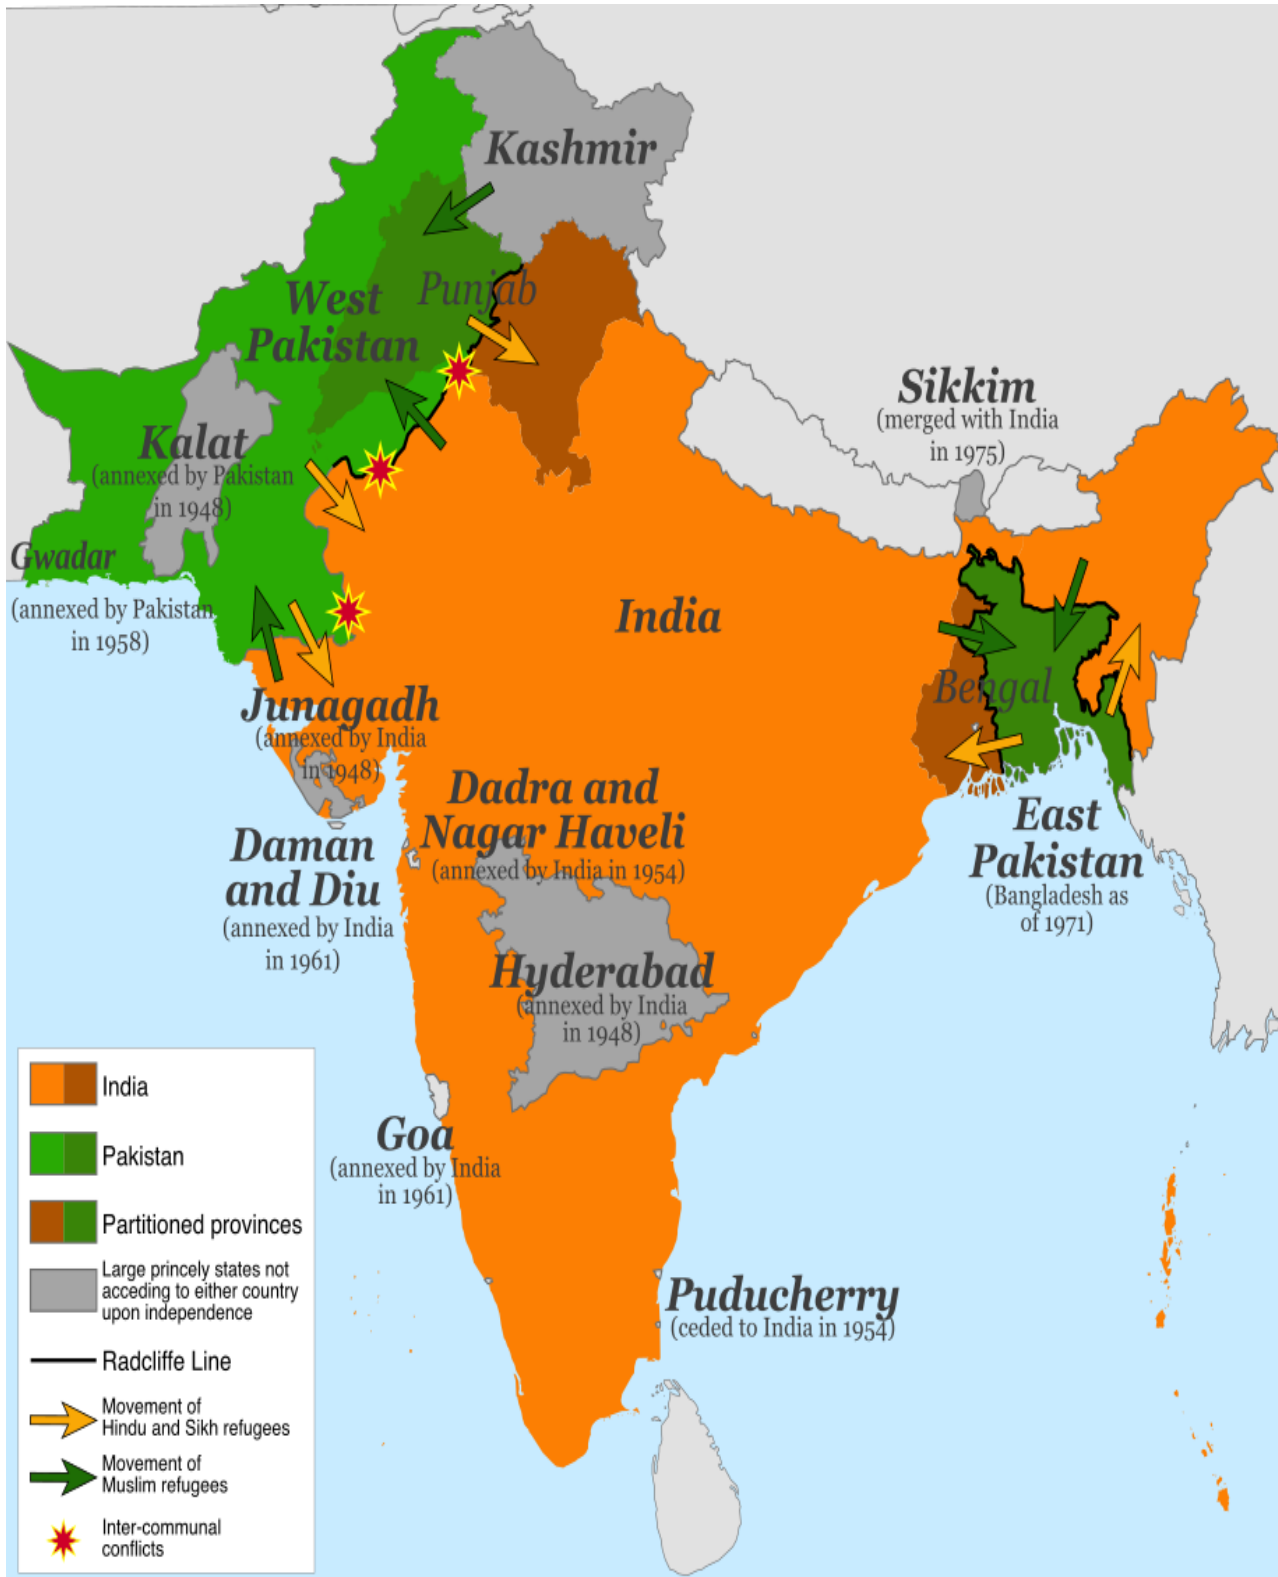 Kashmir
Punjab
West
Pakistan
Sikkim
(merged with India
in 1975)
Kalat
(annexed by Pakistan
in 1948)
Gwadar
(annexed by Pakistan
in 1958)
India
Bengal
Junagadh
(annexed by India
in 1948)
Dadra and
Nagar Haveli
(annexed by India in 1954)
East
Pakistan
(Bangladesh as
of 1971)
Daman
and Diu
(annexed by India
in 1961)
Hyderabad
(annexed by India
in 1948)
Goa
(annexed by India
in 1961)
Puducherry
(ceded to India in 1954)
India
Pakistan
Partitioned provinces
Large princely states not
acceding to either country
upon independence
Radcliffe Line
Movement of
Hindu and Sikh refugees
Movement of
Muslim refugees
Inter-communal
conflicts